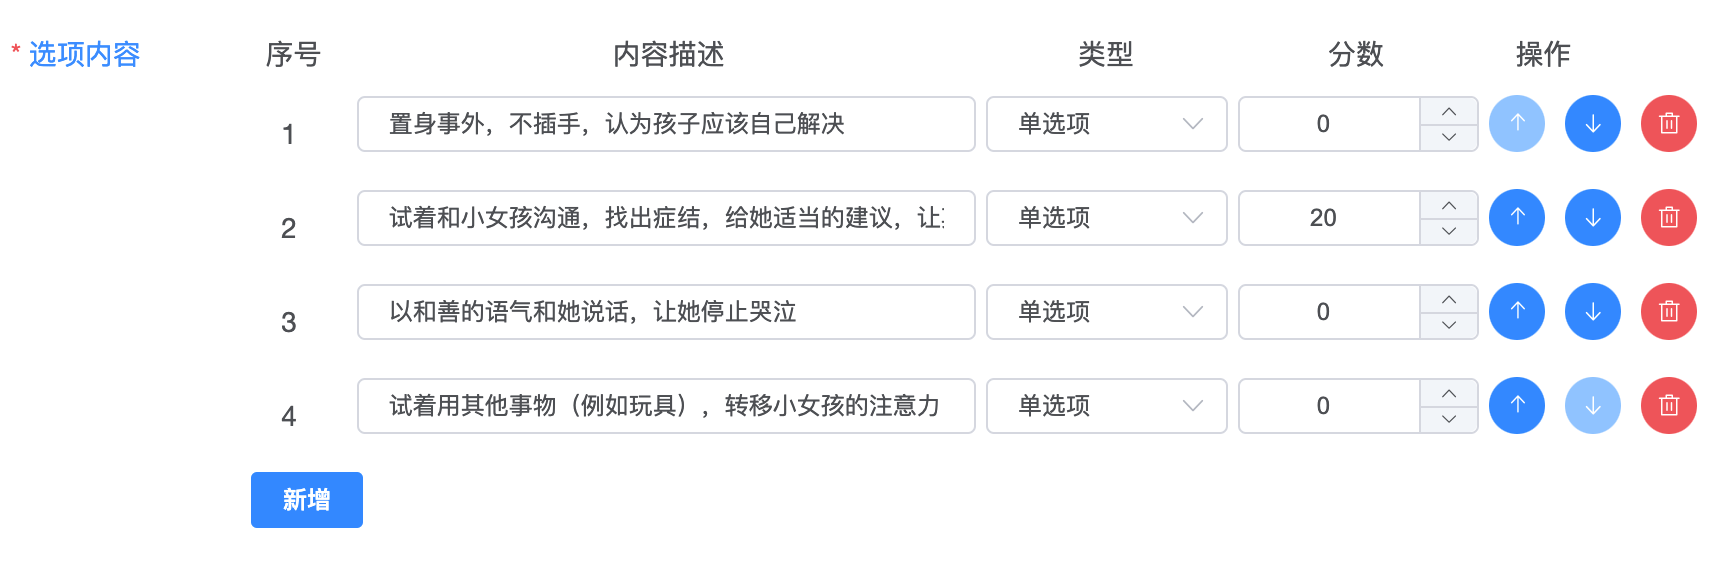 * 选项内容 序号 内容描述 类型 分数 操作
1 置身事外，不插手，认为孩子应该自己解决 单选项 0
2 试着和小女孩沟通，找出症结，给她适当的建议，让 单选项 20
3 以和善的语气和她说话，让她停止哭泣 单选项 0
4 试着用其他事物（例如玩具），转移小女孩的注意力 单选项 0
新增